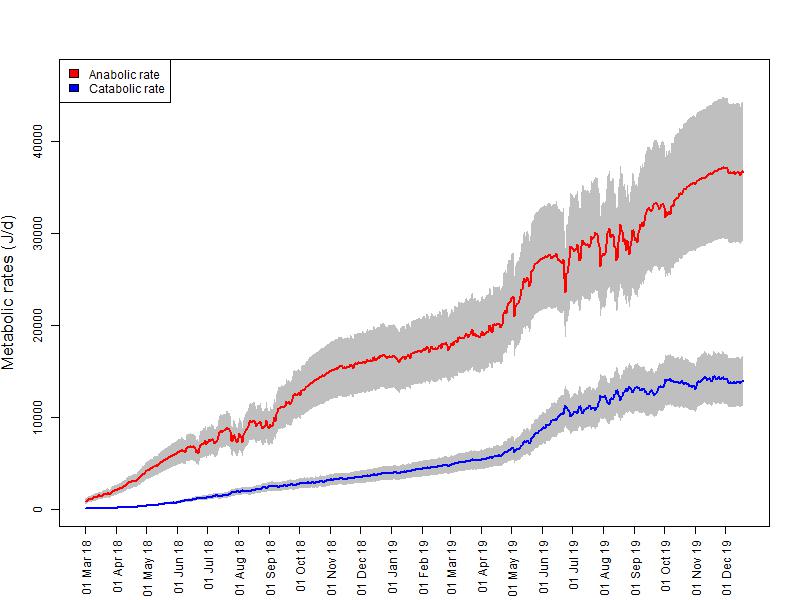 Anabolic rate
Catabolic rate
Metabolic rates (J/d)
40000
30000
20000
10000
0
01 Mar 18
01 Apr 18
01 May 18
01 Jun 18
01 Jul 18
01 Aug 18
01 Sep 18
01 Oct 18
01 Nov 18
01 Dec 18
01 Jan 19
01 Feb 19
01 Mar 19
01 Apr 19
01 May 19
01 Jun 19
01 Jul 19
01 Aug 19
01 Sep 19
01 Oct 19
01 Nov 19
01 Dec 19